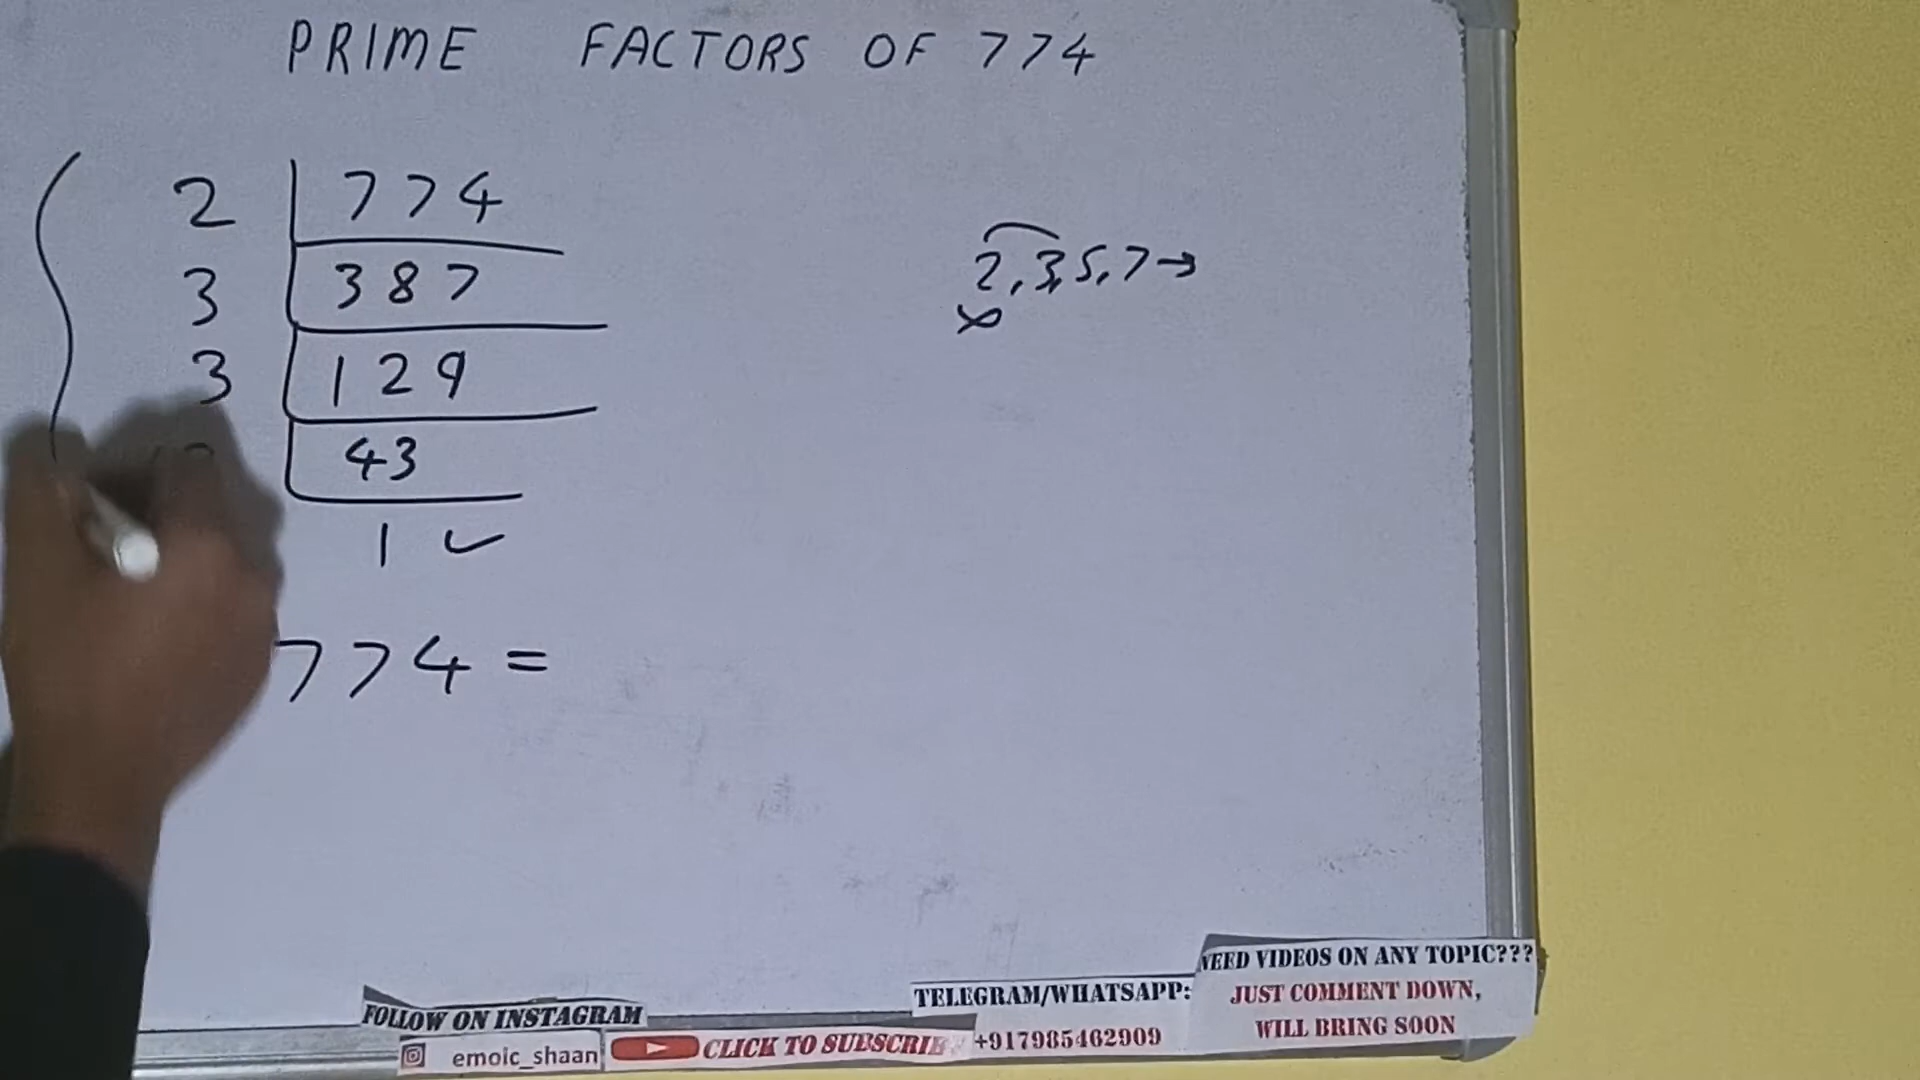 PRIME FACTORS OF 774
2 774
3 387
3 129
43
1
2, 3, 5, 7 →
774 =
NEED VIDEOS ON ANY TOPIC???
JUST COMMENT DOWN,
WILL BRING SOON
TELEGRAM/WHATSAPP:
+917985462909
FOLLOW ON INSTAGRAM
emoic_shaan
CLICK TO SUBSCRIB